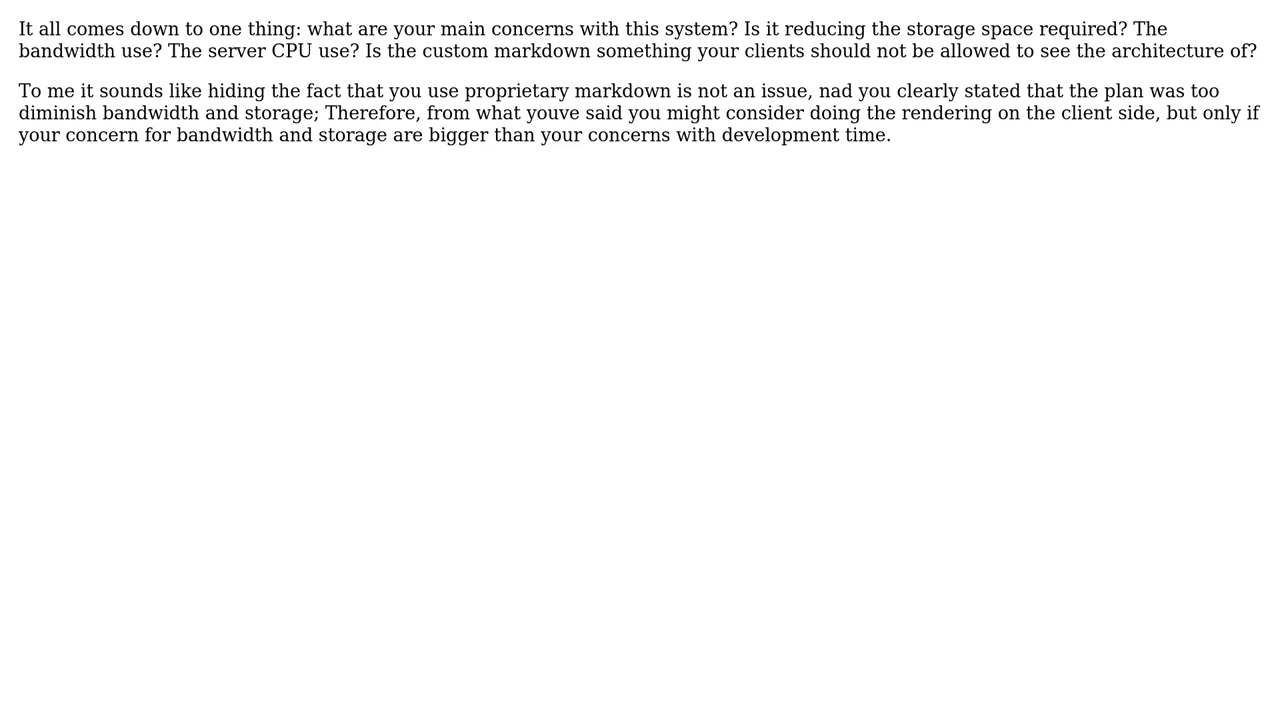 It all comes down to one thing: what are your main concerns with this system? Is it reducing the storage space required? The
bandwidth use? The server CPU use? Is the custom markdown something your clients should not be allowed to see the architecture of?
To me it sounds like hiding the fact that you use proprietary markdown is not an issue, nad you clearly stated that the plan was too
diminish bandwidth and storage; Therefore, from what youve said you might consider doing the rendering on the client side, but only if
your concern for bandwidth and storage are bigger than your concerns with development time.